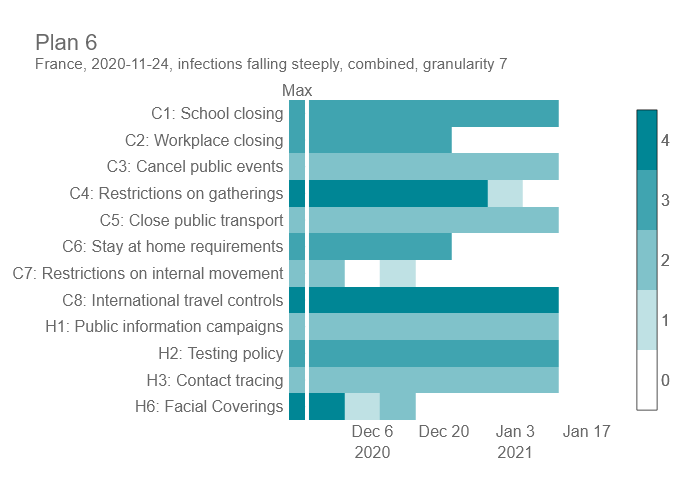 Plan 6
France, 2020-11-24, infections falling steeply, combined, granularity 7
Max
C1: School closing
C2: Workplace closing
C3: Cancel public events
C4: Restrictions on gatherings
C5: Close public transport
C6: Stay at home requirements
C7: Restrictions on internal movement
C8: International travel controls
H1: Public information campaigns
H2: Testing policy
H3: Contact tracing
H6: Facial Coverings
Dec 6 Dec 20 Jan 3 Jan 17
2020 2021
4
3
2
1
0